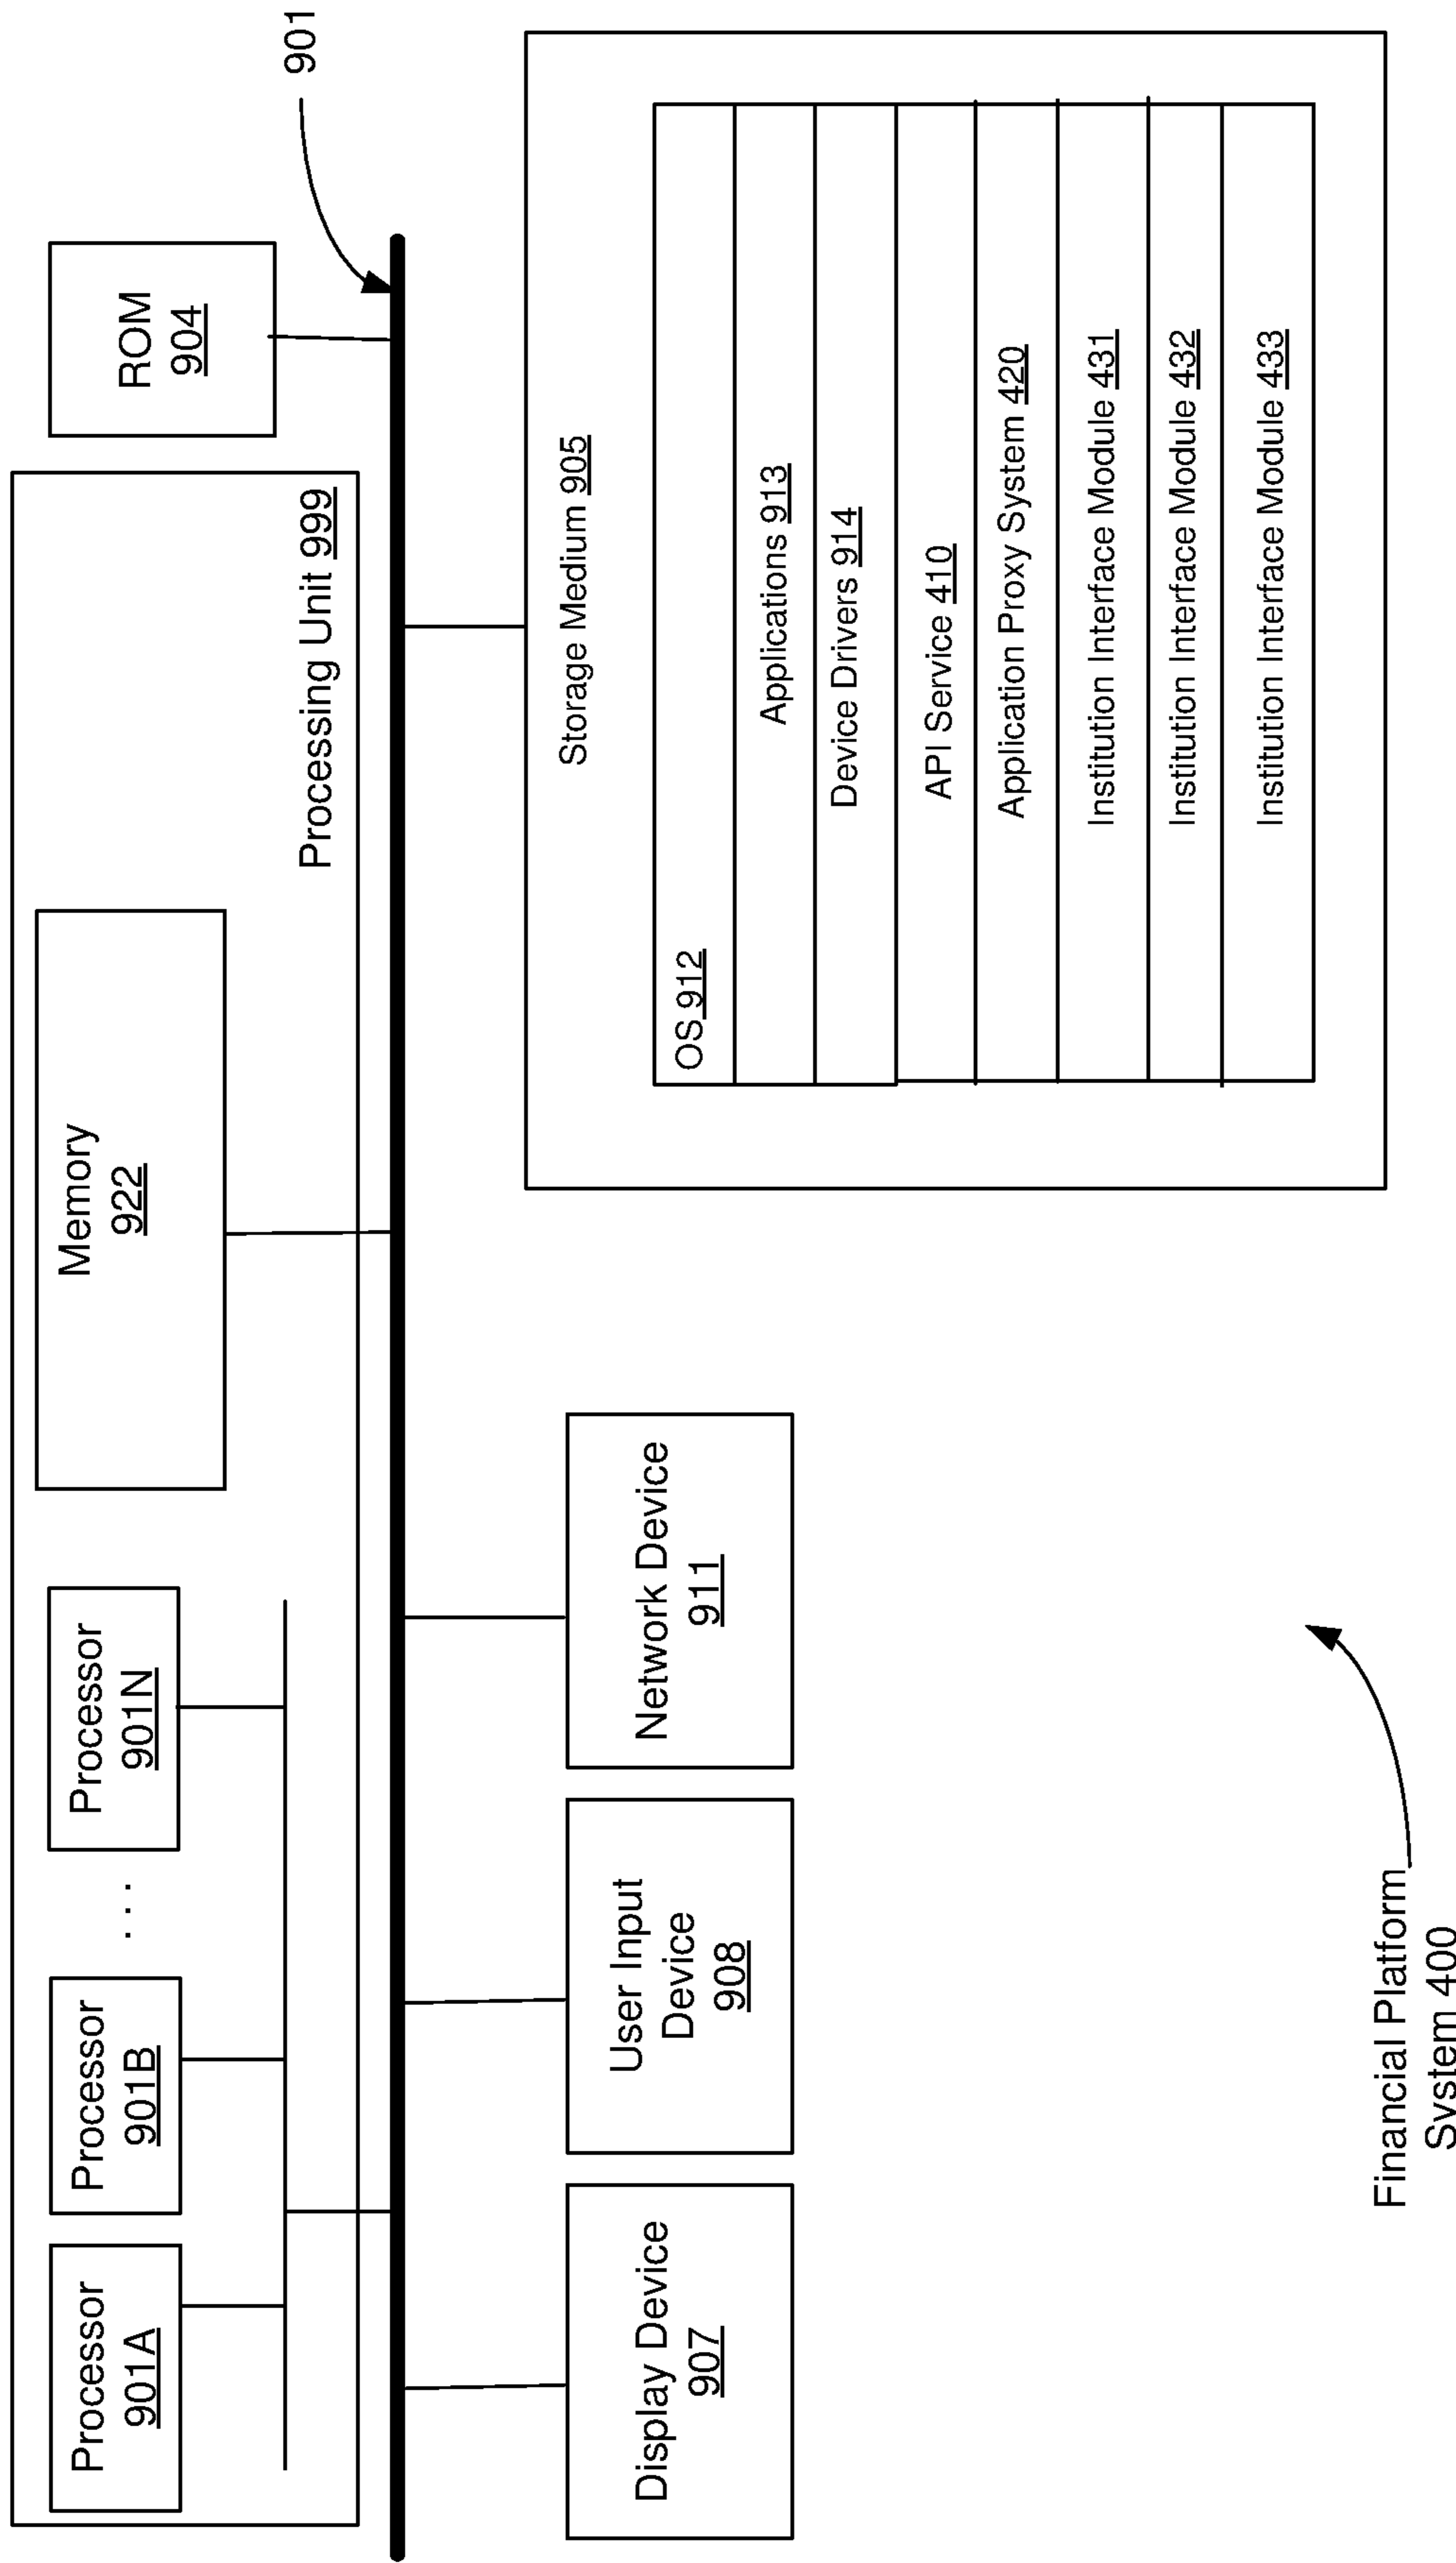 Processor
901A
Processor
901B
. . .
Processor
901N
Memory
922
Processing Unit 999
ROM
904
901
Display Device
907
User Input
Device
908
Network Device
911
Storage Medium 905
OS 912
Applications 913
Device Drivers 914
API Service 410
Application Proxy System 420
Institution Interface Module 431
Institution Interface Module 432
Institution Interface Module 433
Financial Platform
System 400